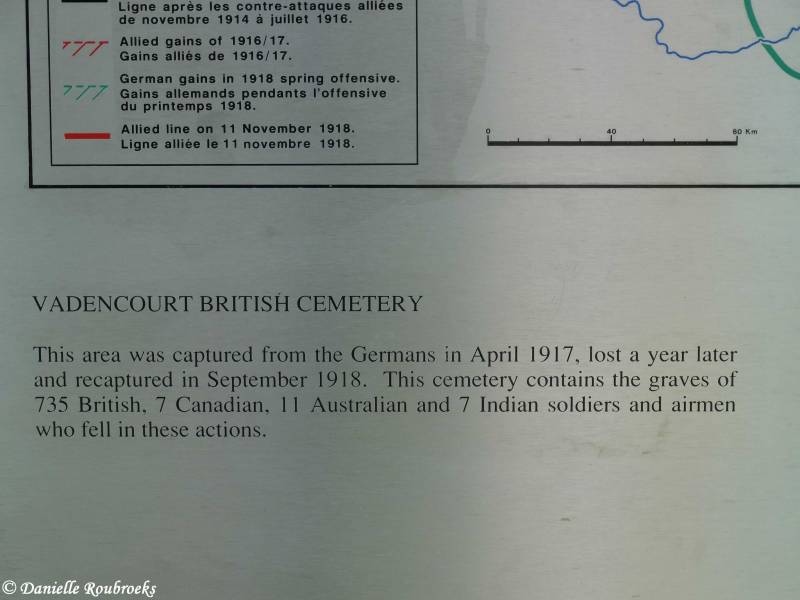 Ligne après les contre-attaques alliées
de novembre 1914 à juillet 1916.
Allied gains of 1916/17.
Gains alliés de 1916/17.
German gains in 1918 spring offensive.
Gains allemands pendants l'offensive
du printemps 1918.
Allied line on 11 November 1918.
Ligne alliée le 11 novembre 1918.
0 40 80 Km
VADENCOURT BRITISH CEMETERY
This area was captured from the Germans in April 1917, lost a year later
and recaptured in September 1918. This cemetery contains the graves of
735 British, 7 Canadian, 11 Australian and 7 Indian soldiers and airmen
who fell in these actions.
© Danielle Roubroeks